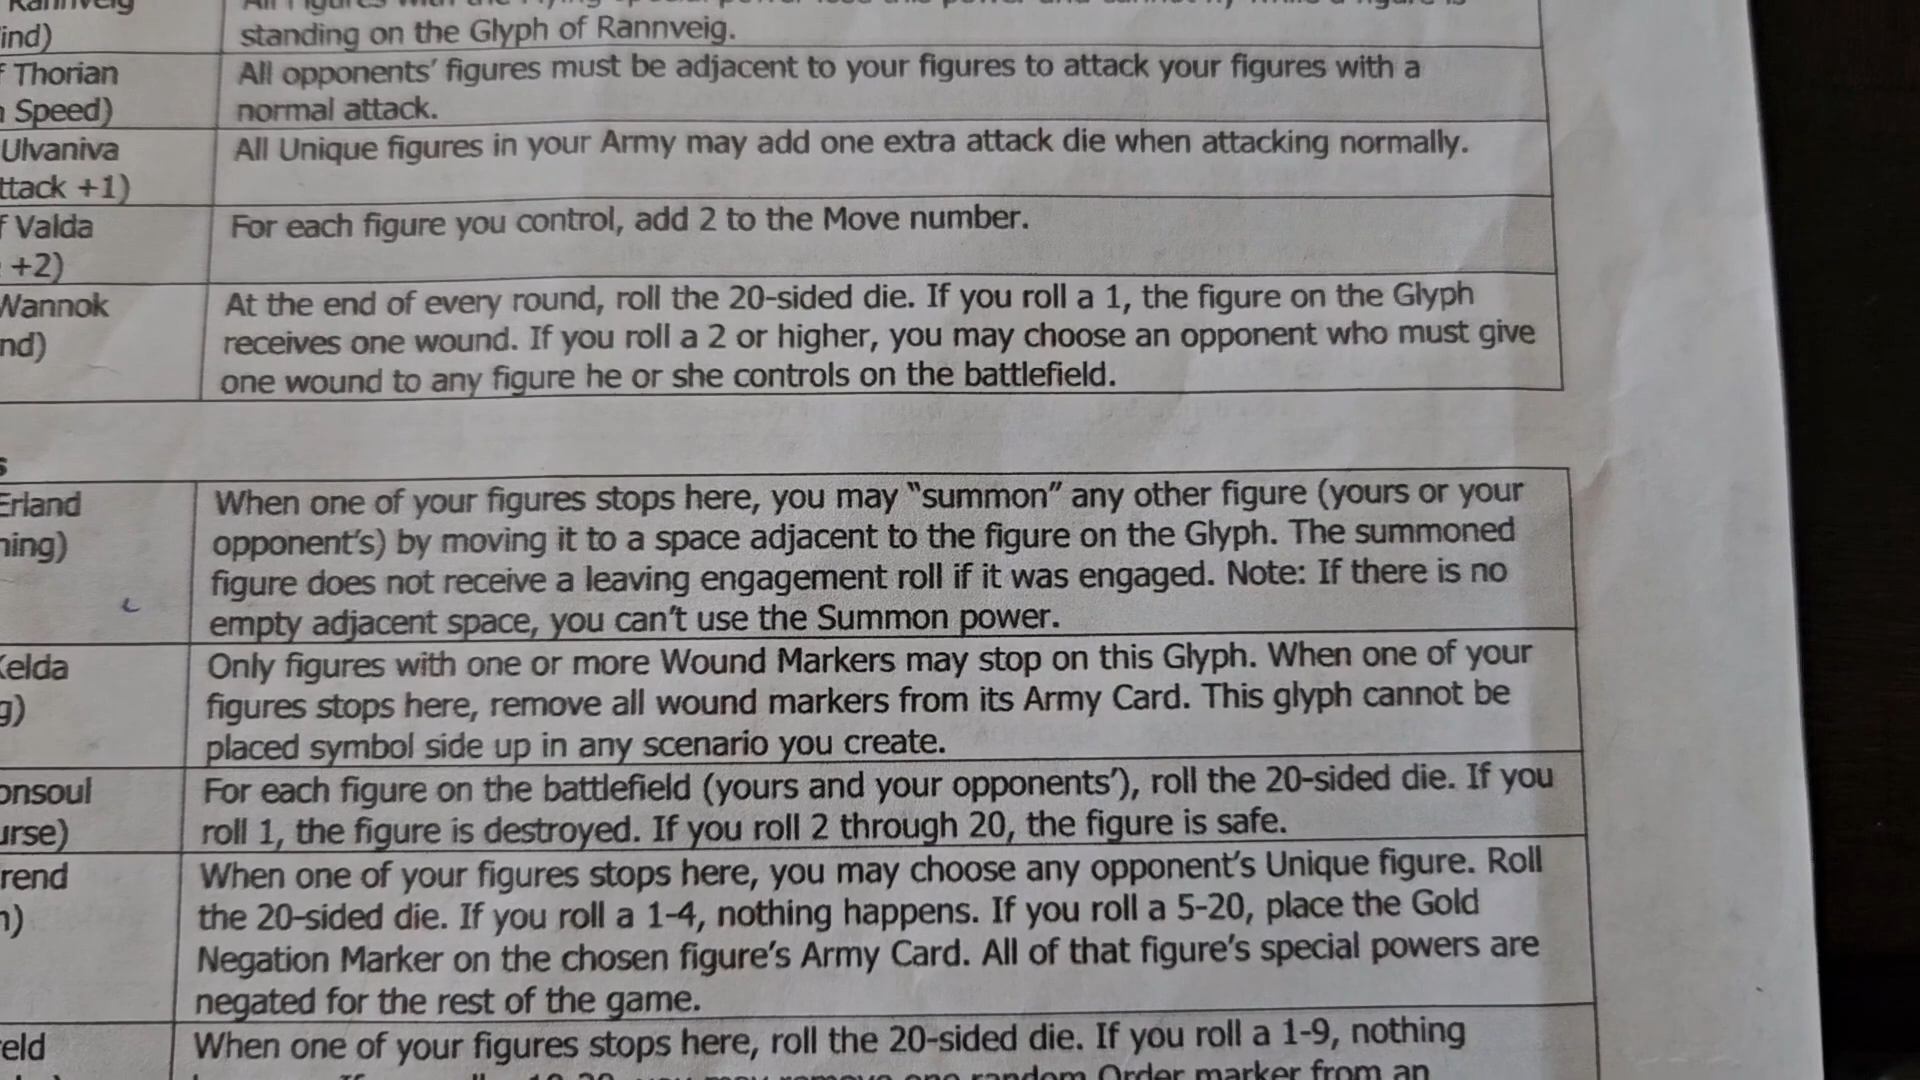 Rannveig
ind)
standing on the Glyph of Rannveig.
f Thorian
Speed)
All opponents' figures must be adjacent to your figures to attack your figures with a
normal attack.
Ulvaniva
ttack +1)
All Unique figures in your Army may add one extra attack die when attacking normally.
f Valda
+2)
For each figure you control, add 2 to the Move number.
Wannok
nd)
At the end of every round, roll the 20-sided die. If you roll a 1, the figure on the Glyph
receives one wound. If you roll a 2 or higher, you may choose an opponent who must give
one wound to any figure he or she controls on the battlefield.
s
Erland
ning)
When one of your figures stops here, you may "summon" any other figure (yours or your
opponent's) by moving it to a space adjacent to the figure on the Glyph. The summoned
figure does not receive a leaving engagement roll if it was engaged. Note: If there is no
empty adjacent space, you can't use the Summon power.
Kelda
g)
Only figures with one or more Wound Markers may stop on this Glyph. When one of your
figures stops here, remove all wound markers from its Army Card. This glyph cannot be
placed symbol side up in any scenario you create.
onsoul
urse)
For each figure on the battlefield (yours and your opponents'), roll the 20-sided die. If you
roll 1, the figure is destroyed. If you roll 2 through 20, the figure is safe.
rend
n)
When one of your figures stops here, you may choose any opponent's Unique figure. Roll
the 20-sided die. If you roll a 1-4, nothing happens. If you roll a 5-20, place the Gold
Negation Marker on the chosen figure's Army Card. All of that figure's special powers are
negated for the rest of the game.
eld
When one of your figures stops here, roll the 20-sided die. If you roll a 1-9, nothing
random Order marker from an